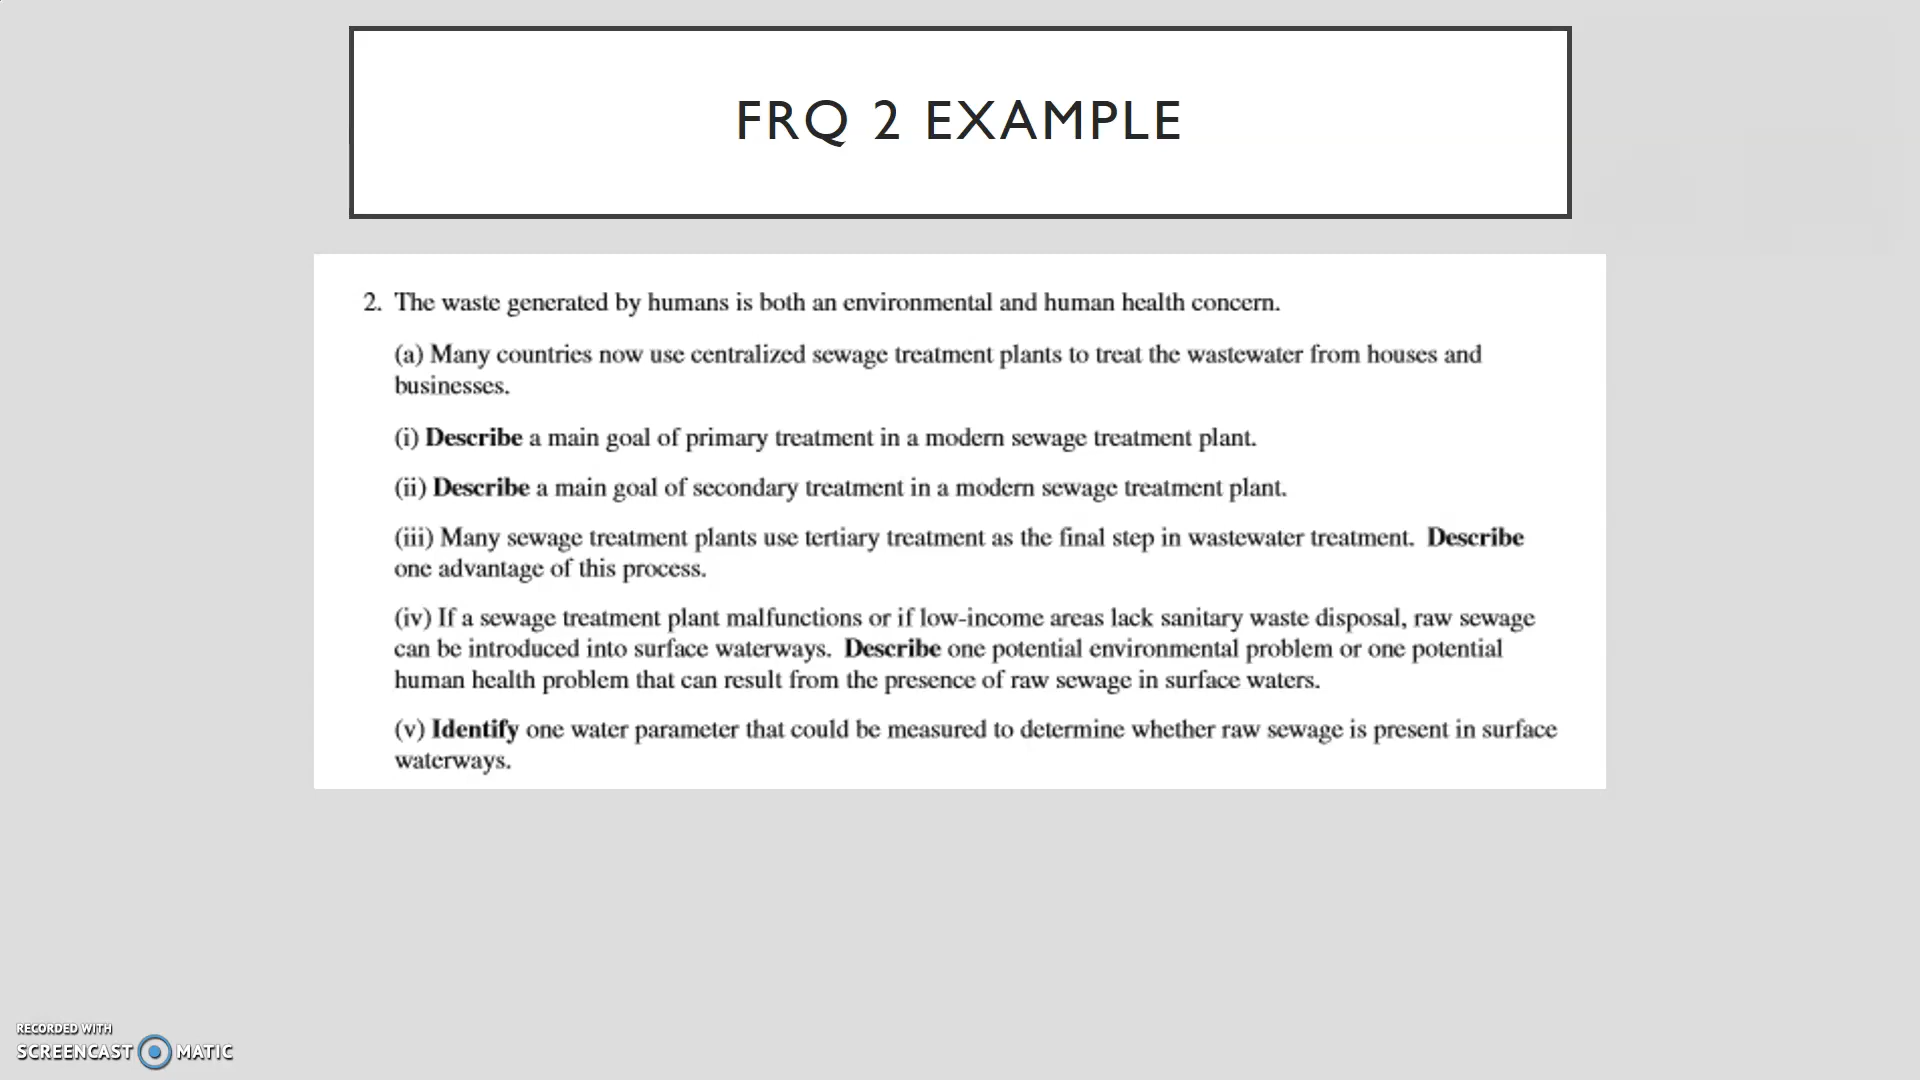 FRQ 2 EXAMPLE
2. The waste generated by humans is both an environmental and human health concern.
(a) Many countries now use centralized sewage treatment plants to treat the wastewater from houses and
businesses.
(i) Describe a main goal of primary treatment in a modern sewage treatment plant.
(ii) Describe a main goal of secondary treatment in a modern sewage treatment plant.
(iii) Many sewage treatment plants use tertiary treatment as the final step in wastewater treatment. Describe
one advantage of this process.
(iv) If a sewage treatment plant malfunctions or if low-income areas lack sanitary waste disposal, raw sewage
can be introduced into surface waterways. Describe one potential environmental problem or one potential
human health problem that can result from the presence of raw sewage in surface waters.
(v) Identify one water parameter that could be measured to determine whether raw sewage is present in surface
waterways.
RECORDED WITH
SCREENCAST MATIC